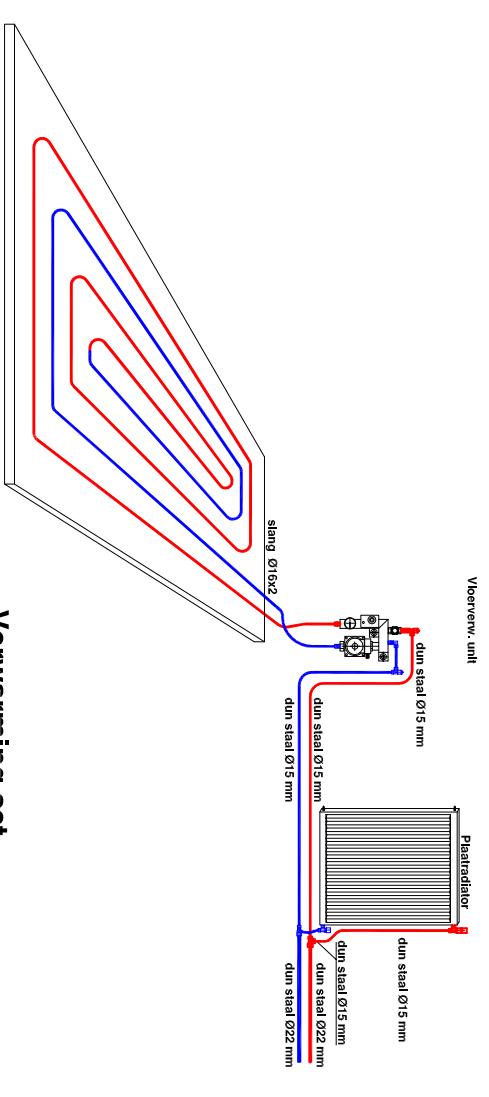 Vloerverw. unit
Plaatradiator
dun staal Ø15 mm
dun staal Ø15 mm
dun staal Ø15 mm
dun staal Ø15 mm
dun staal Ø22 mm
dun staal Ø15 mm
dun staal Ø22 mm
slang Ø16x2